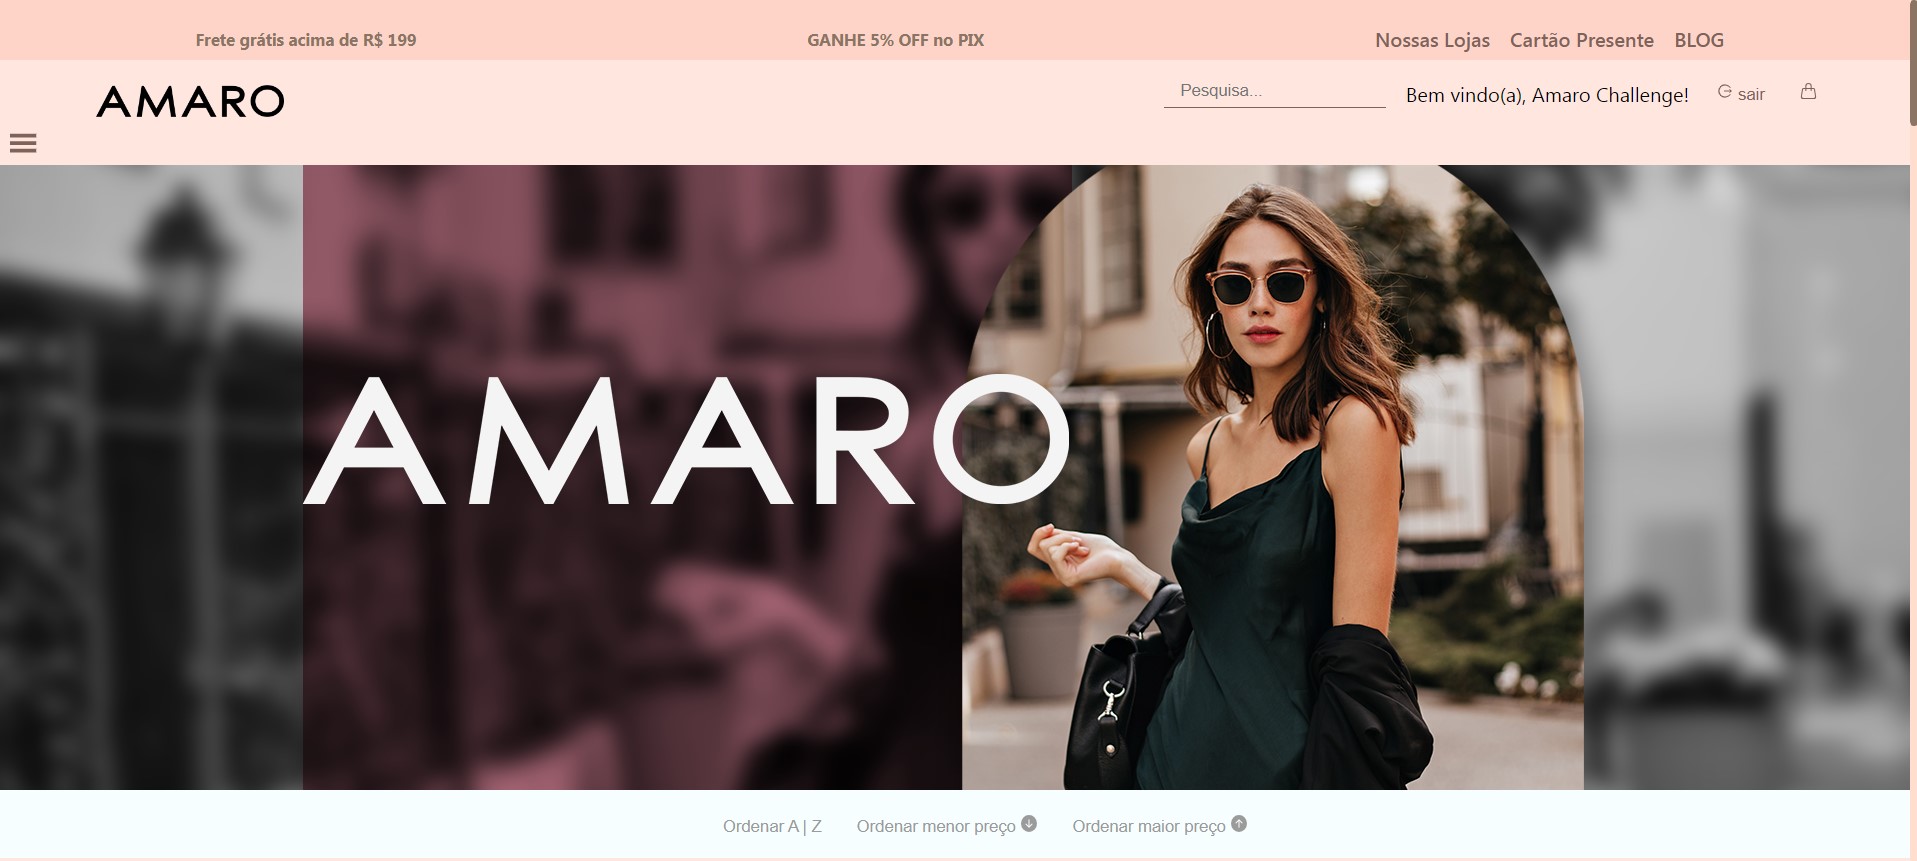 Frete grátis acima de R$ 199
GANHE 5% OFF no PIX
Nossas Lojas Cartão Presente BLOG
AMARO
Pesquisa...
Bem vindo(a), Amaro Challenge!
sair
AMARO
Ordenar A | Z
Ordenar menor preço
Ordenar maior preço